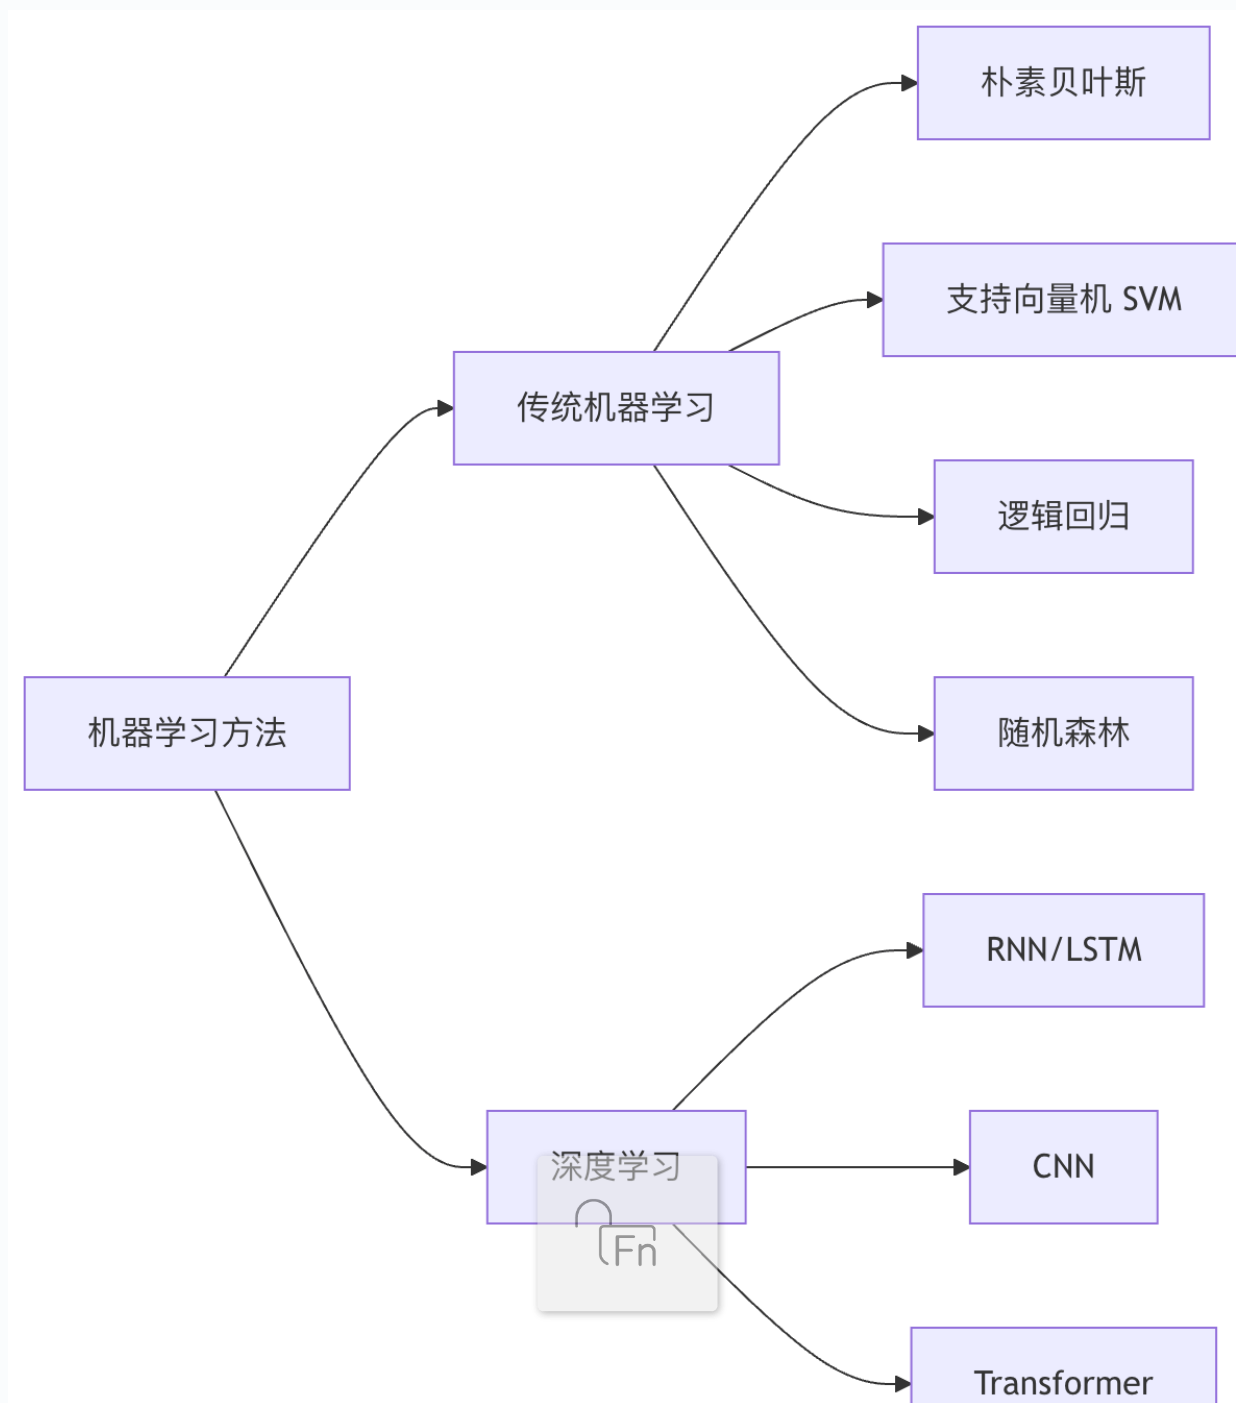 朴素贝叶斯
支持向量机 SVM
传统机器学习
逻辑回归
机器学习方法
随机森林
RNN/LSTM
深度学习
CNN
Fn
Transformer